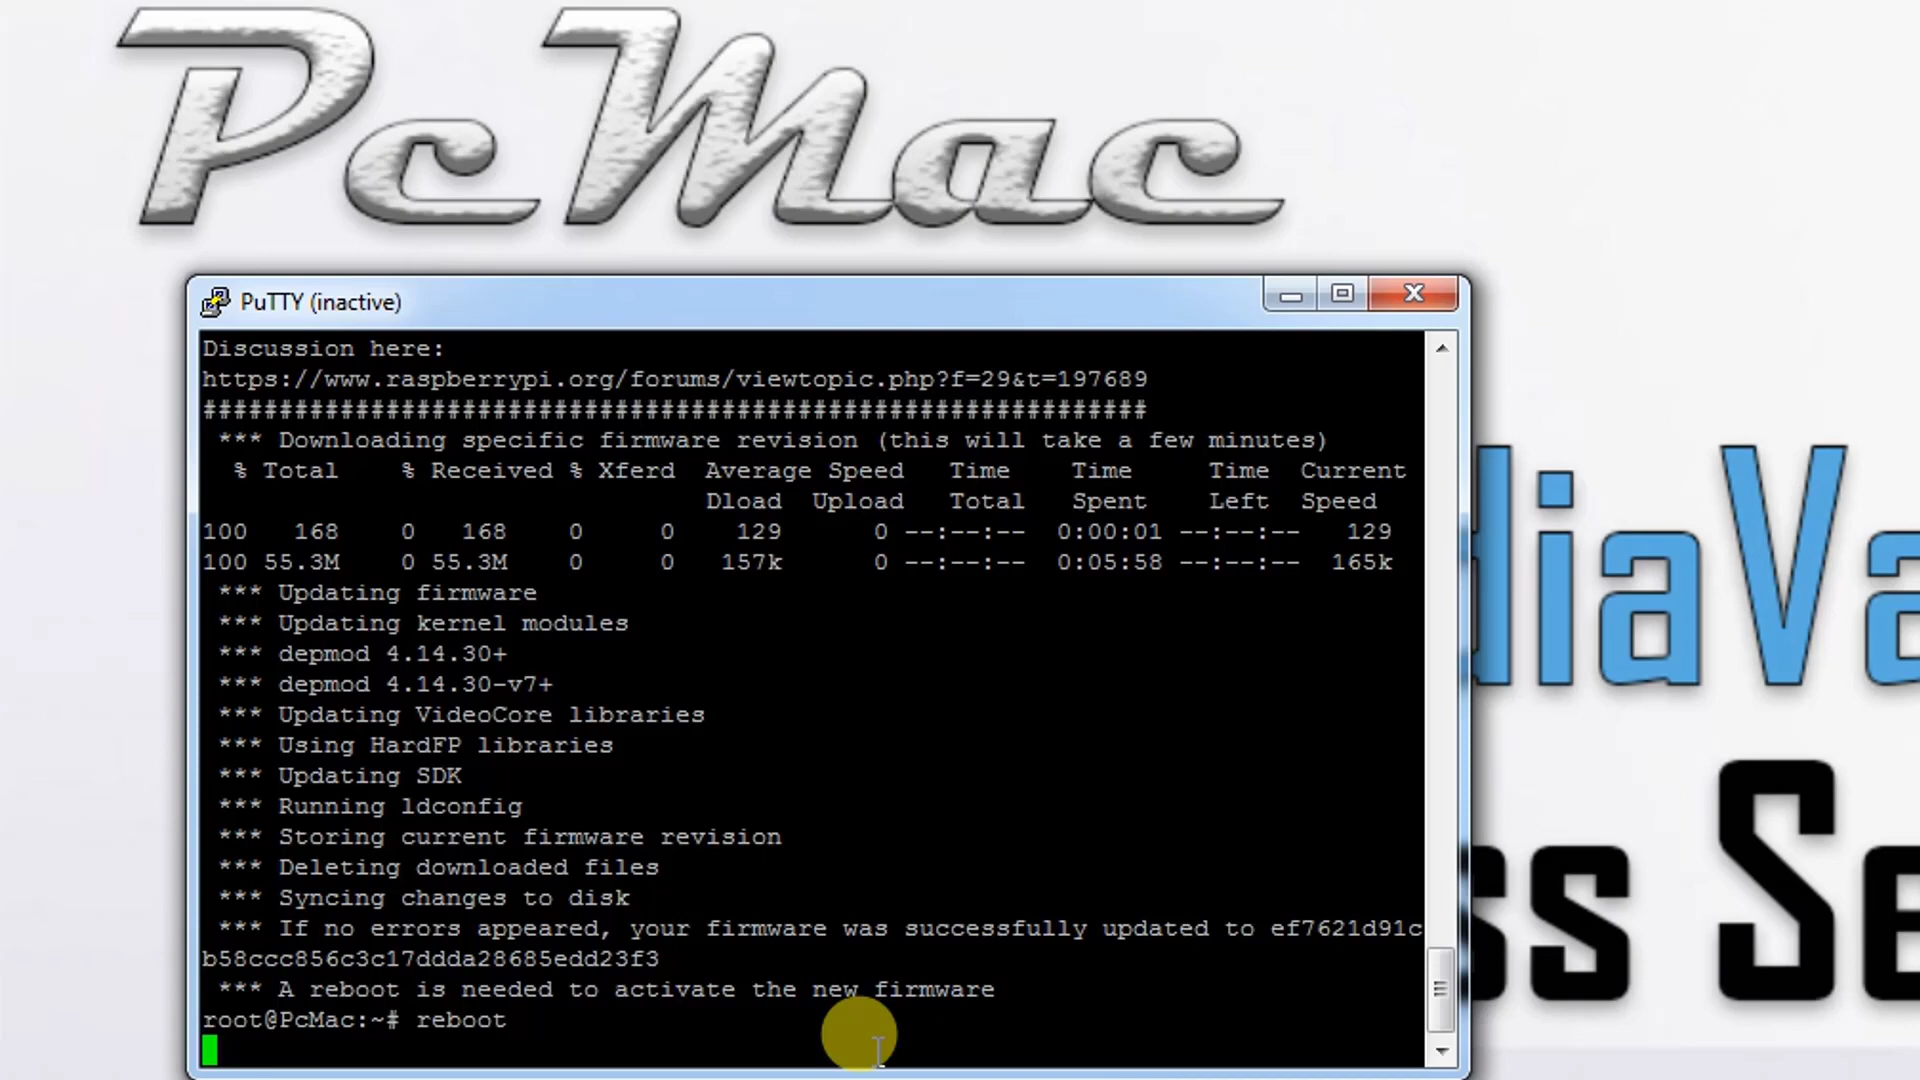 PcMac
PuTTY (inactive)
Discussion here:
https://www.raspberrypi.org/forums/viewtopic.php?f=29&t=197689
##############################################################
*** Downloading specific firmware revision (this will take a few minutes)
% Total % Received % Xferd Average Speed Time Time Time Current
Dload Upload Total Spent Left Speed
100 168 0 168 0 0 129 0 --:--:-- 0:00:01 --:--:-- 129
100 55.3M 0 55.3M 0 0 157k 0 --:--:-- 0:05:58 --:--:-- 165k
*** Updating firmware
*** Updating kernel modules
*** depmod 4.14.30+
*** depmod 4.14.30-v7+
*** Updating VideoCore libraries
*** Using HardFP libraries
*** Updating SDK
*** Running ldconfig
*** Storing current firmware revision
*** Deleting downloaded files
*** Syncing changes to disk
*** If no errors appeared, your firmware was successfully updated to ef7621d91c
b58ccc856c3c17ddda28685edd23f3
*** A reboot is needed to activate the new firmware
root@PcMac:~# reboot
diaVa
ss Se